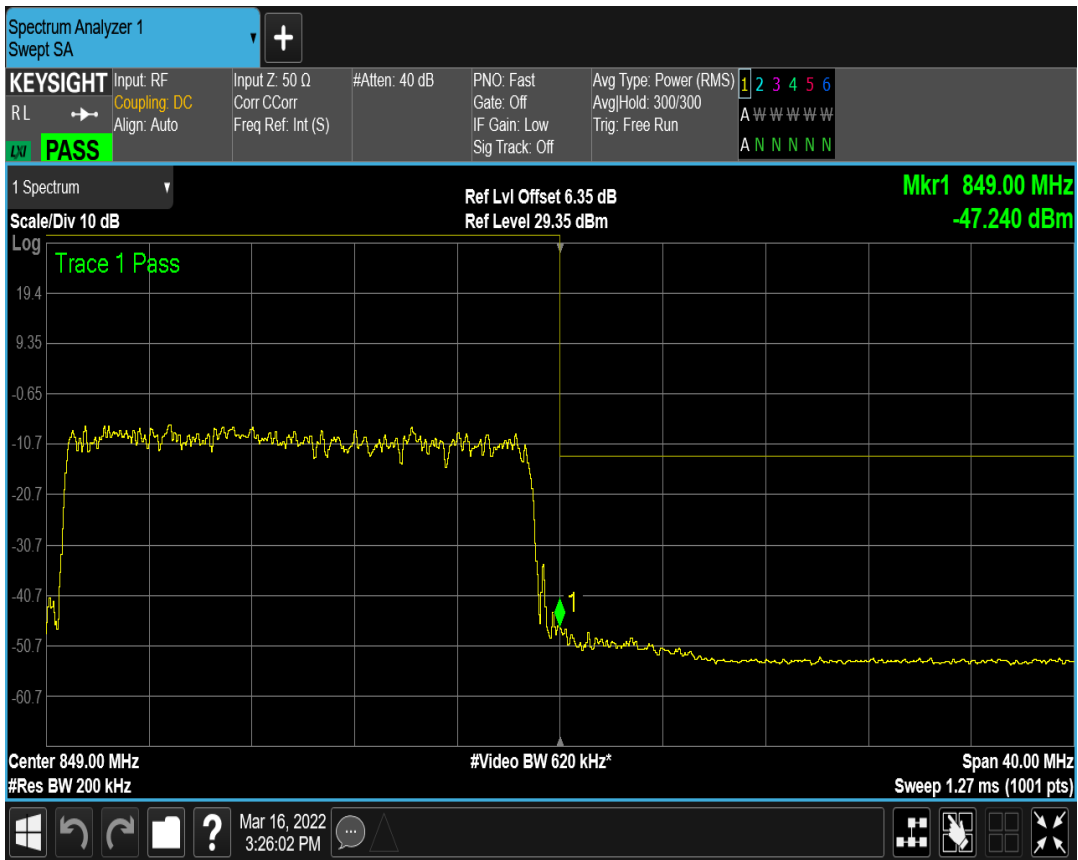 Spectrum Analyzer 1
Swept SA
+
KEYSIGHT
RL
LXI PASS
Input: RF
Coupling: DC
Align: Auto
Input Z: 50 Ω
Corr CCorr
Freq Ref: Int (S)
#Atten: 40 dB
PNO: Fast
Gate: Off
IF Gain: Low
Sig Track: Off
Avg Type: Power (RMS)
Avg|Hold: 300/300
Trig: Free Run
1 2 3 4 5 6
A W W W W W
A N N N N N
1 Spectrum
Ref Lvl Offset 6.35 dB
Mkr1 849.00 MHz
Scale/Div 10 dB
Ref Level 29.35 dBm
-47.240 dBm
Log
Trace 1 Pass
19.4
9.35
-0.65
-10.7
-20.7
-30.7
-40.7
1
-50.7
-60.7
Center 849.00 MHz
#Video BW 620 kHz*
Span 40.00 MHz
#Res BW 200 kHz
Sweep 1.27 ms (1001 pts)
?
Mar 16, 2022
3:26:02 PM